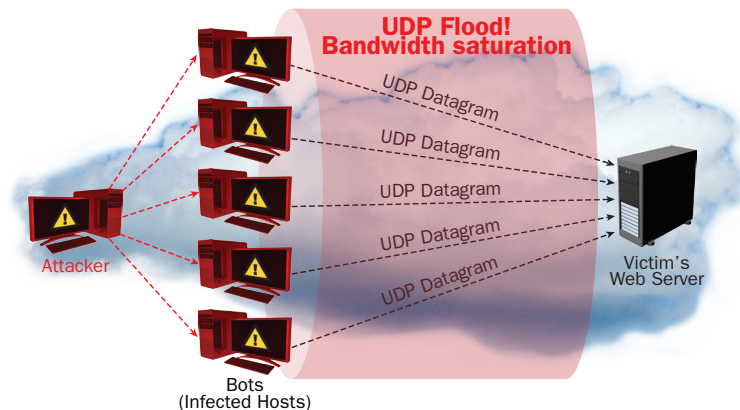 UDP Flood!
Bandwidth saturation
UDP Datagram
UDP Datagram
UDP Datagram
UDP Datagram
UDP Datagram
Attacker
Victim's
Web Server
Bots
(Infected Hosts)